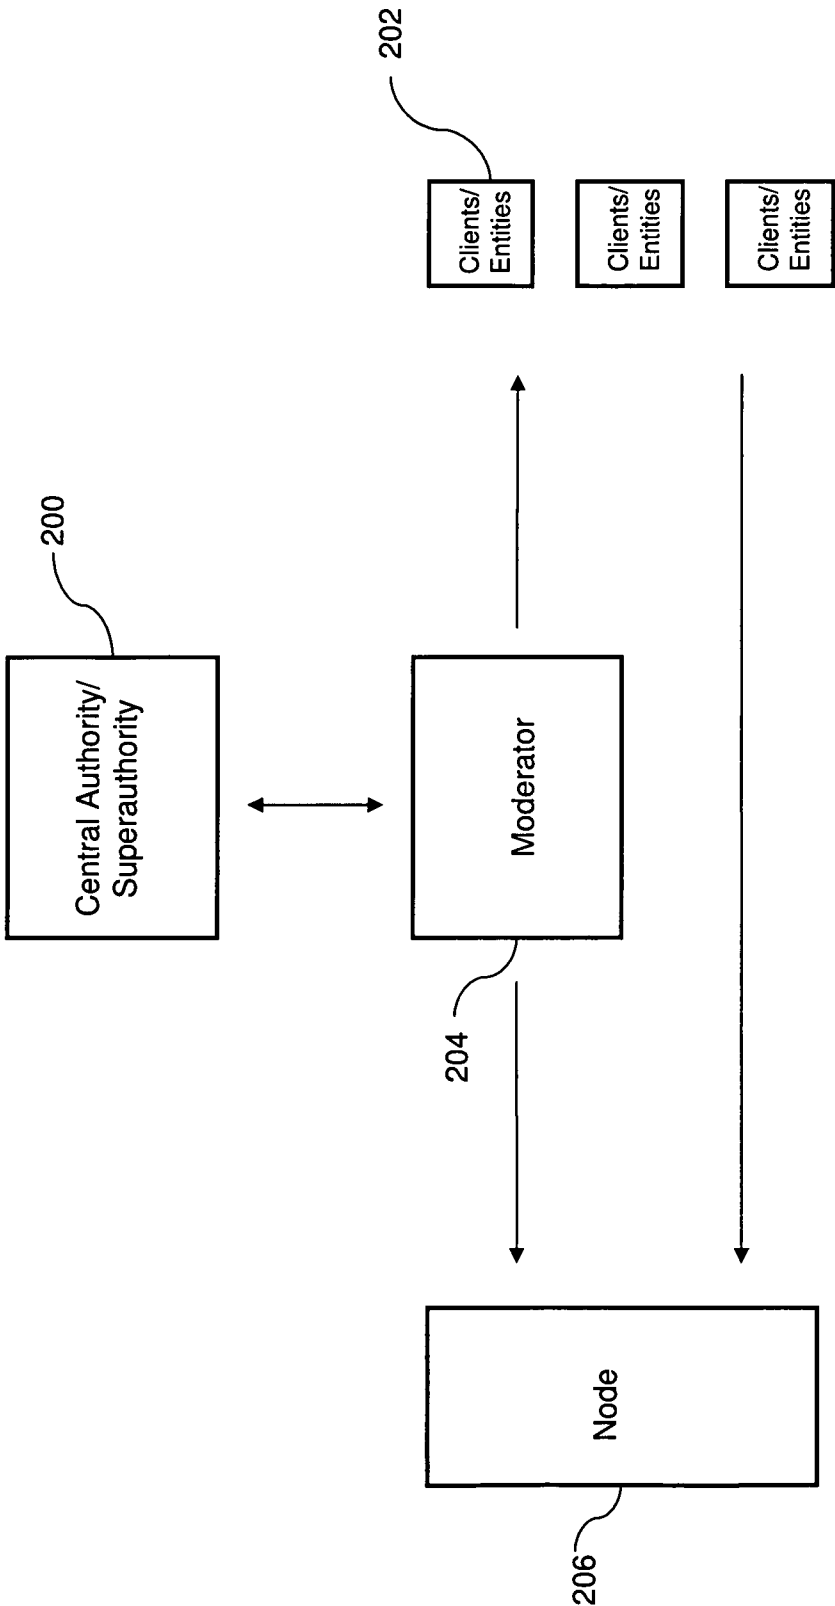 200
Central Authority/
Superauthority
202
Clients/
Entities
Clients/
Entities
Clients/
Entities
204
Moderator
206
Node